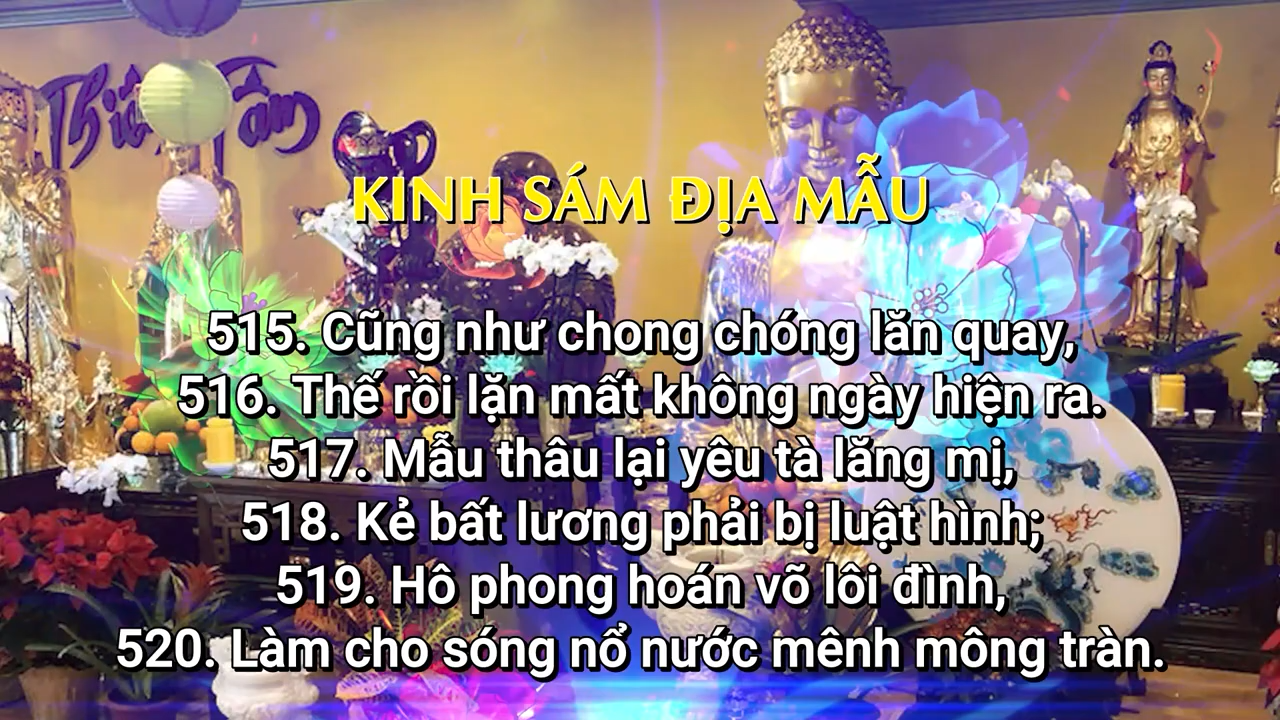 Thiên Tâm
KINH SÁM ĐỊA MẪU
515. Cũng như chong chóng lăn quay,
516. Thế rồi lặn mất không ngày hiện ra.
517. Mẫu thâu lại yêu tà lăng mị,
518. Kẻ bất lương phải bị luật hình;
519. Hô phong hoán võ lôi đình,
520. Làm cho sóng nổ nước mênh mông tràn.